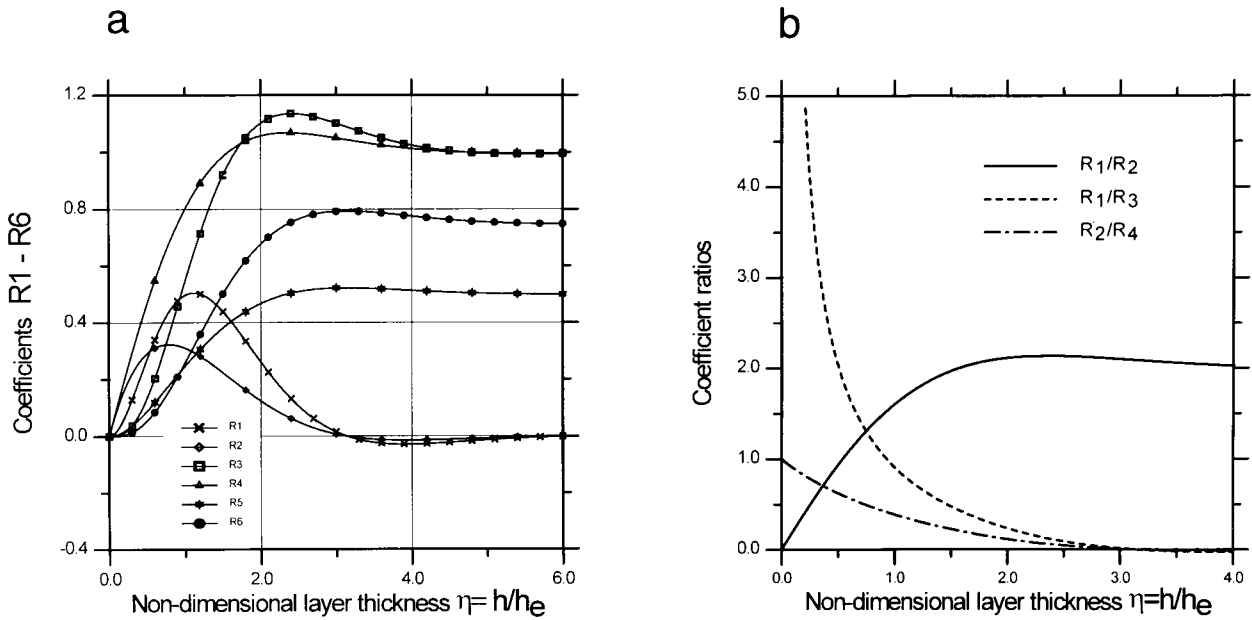 a
1.2
0.8
0.4
0.0
-0.4
Coefficients R1 - R6
R1
R2
R3
R4
R5
R6
0.0
2.0
4.0
6.0
Non-dimensional layer thickness η= h/he
b
5.0
4.0
3.0
2.0
1.0
0.0
Coefficient ratios
R1/R2
R1/R3
R2/R4
0.0
1.0
2.0
3.0
4.0
Non-dimensional layer thickness η=h/he